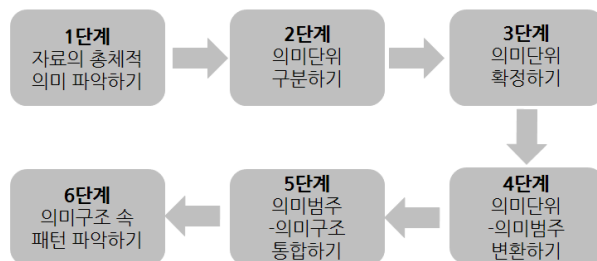 1단계
자료의 총체적
의미 파악하기
2단계
의미단위
구분하기
3단계
의미단위
확정하기
4단계
의미단위
-의미범주
변환하기
5단계
의미범주
-의미구조
통합하기
6단계
의미구조 속
패턴 파악하기